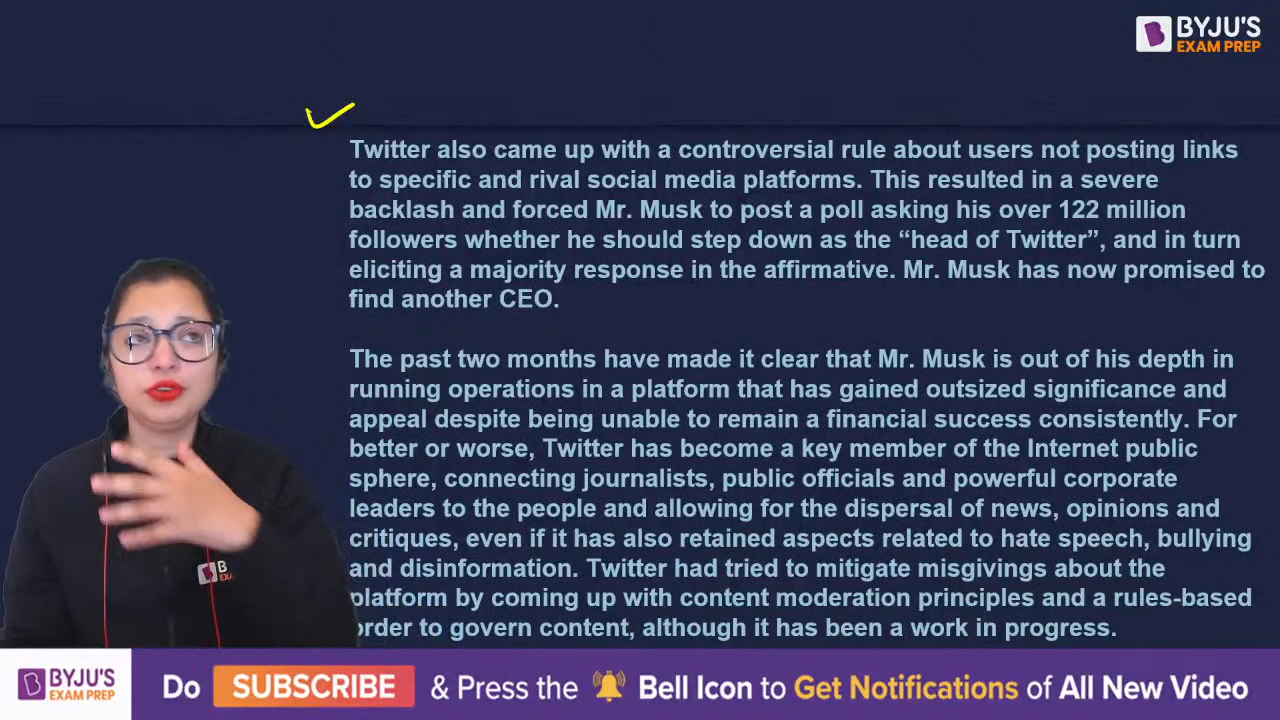 BYJU'S
EXAM PREP
Twitter also came up with a controversial rule about users not posting links
to specific and rival social media platforms. This resulted in a severe
backlash and forced Mr. Musk to post a poll asking his over 122 million
followers whether he should step down as the “head of Twitter”, and in turn
eliciting a majority response in the affirmative. Mr. Musk has now promised to
find another CEO.
The past two months have made it clear that Mr. Musk is out of his depth in
running operations in a platform that has gained outsized significance and
appeal despite being unable to remain a financial success consistently. For
better or worse, Twitter has become a key member of the Internet public
sphere, connecting journalists, public officials and powerful corporate
leaders to the people and allowing for the dispersal of news, opinions and
critiques, even if it has also retained aspects related to hate speech, bullying
and disinformation. Twitter had tried to mitigate misgivings about the
platform by coming up with content moderation principles and a rules-based
order to govern content, although it has been a work in progress.
BYJU'S
EXAM PREP
Do SUBSCRIBE & Press the Bell Icon to Get Notifications of All New Video